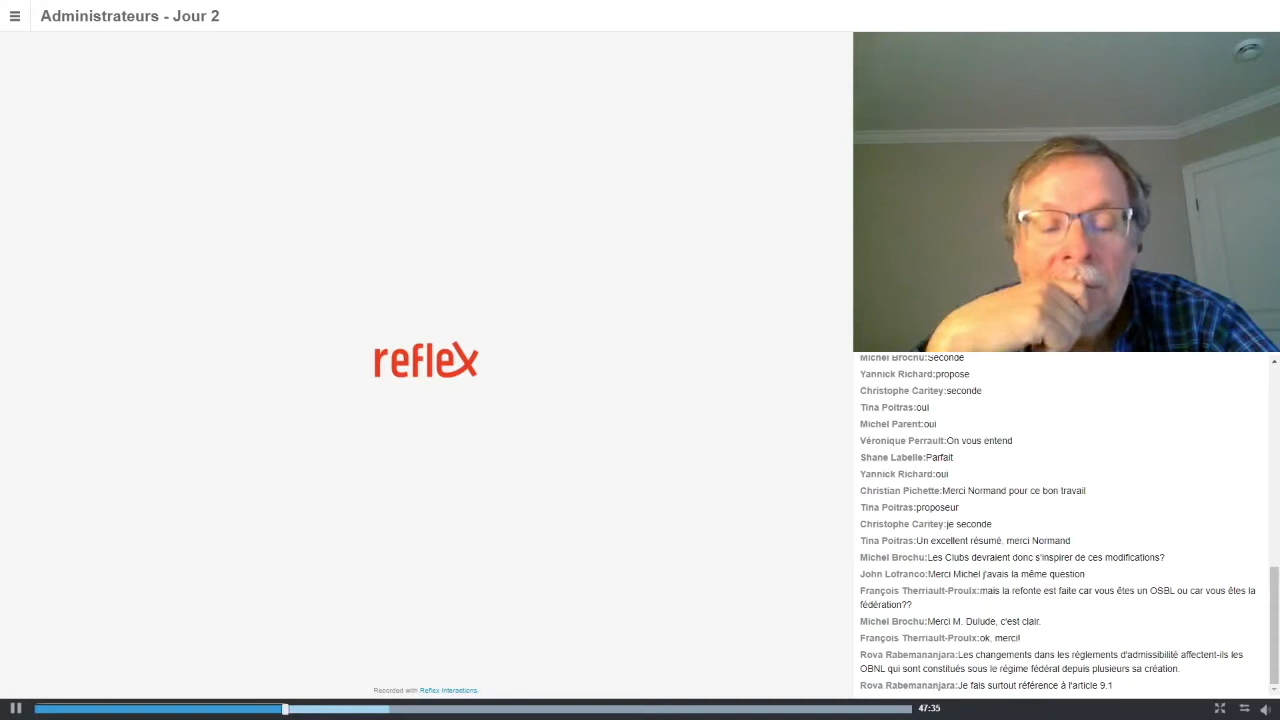 Administrateurs - Jour 2
reflex
Recorded with Reflex Interactions.
Michel Brochu:Seconde
Yannick Richard:propose
Christophe Caritey:seconde
Tina Poitras:oui
Michel Parent:oui
Véronique Perrault:On vous entend
Shane Labelle:Parfait
Yannick Richard:oui
Christian Pichette:Merci Normand pour ce bon travail
Tina Poitras:proposeur
Christophe Caritey:je seconde
Tina Poitras:Un excellent résumé, merci Normand
Michel Brochu:Les Clubs devraient donc s'inspirer de ces modifications?
John Lofranco:Merci Michel j'avais la même question
François Therriault-Proulx:mais la refonte est faite car vous êtes un OSBL ou car vous êtes la
fédération??
Michel Brochu:Merci M. Dulude, c'est clair.
François Therriault-Proulx:ok, merci!
Rova Rabemananjara:Les changements dans les règlements d'admissibilité affectent-ils les
OBNL qui sont constitués sous le régime fédéral depuis plusieurs sa création.
Rova Rabemananjara:Je fais surtout référence à l'article 9.1
47:35